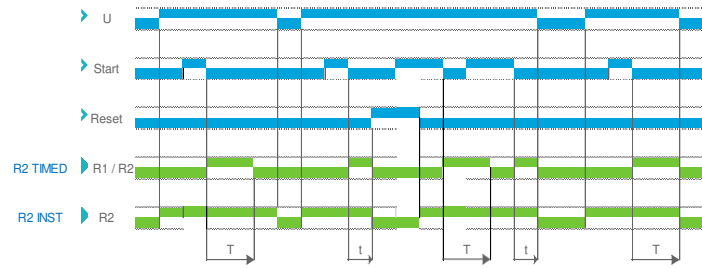 U
Start
Reset
R2 TIMED R1 / R2
R2 INST R2
T t T t T